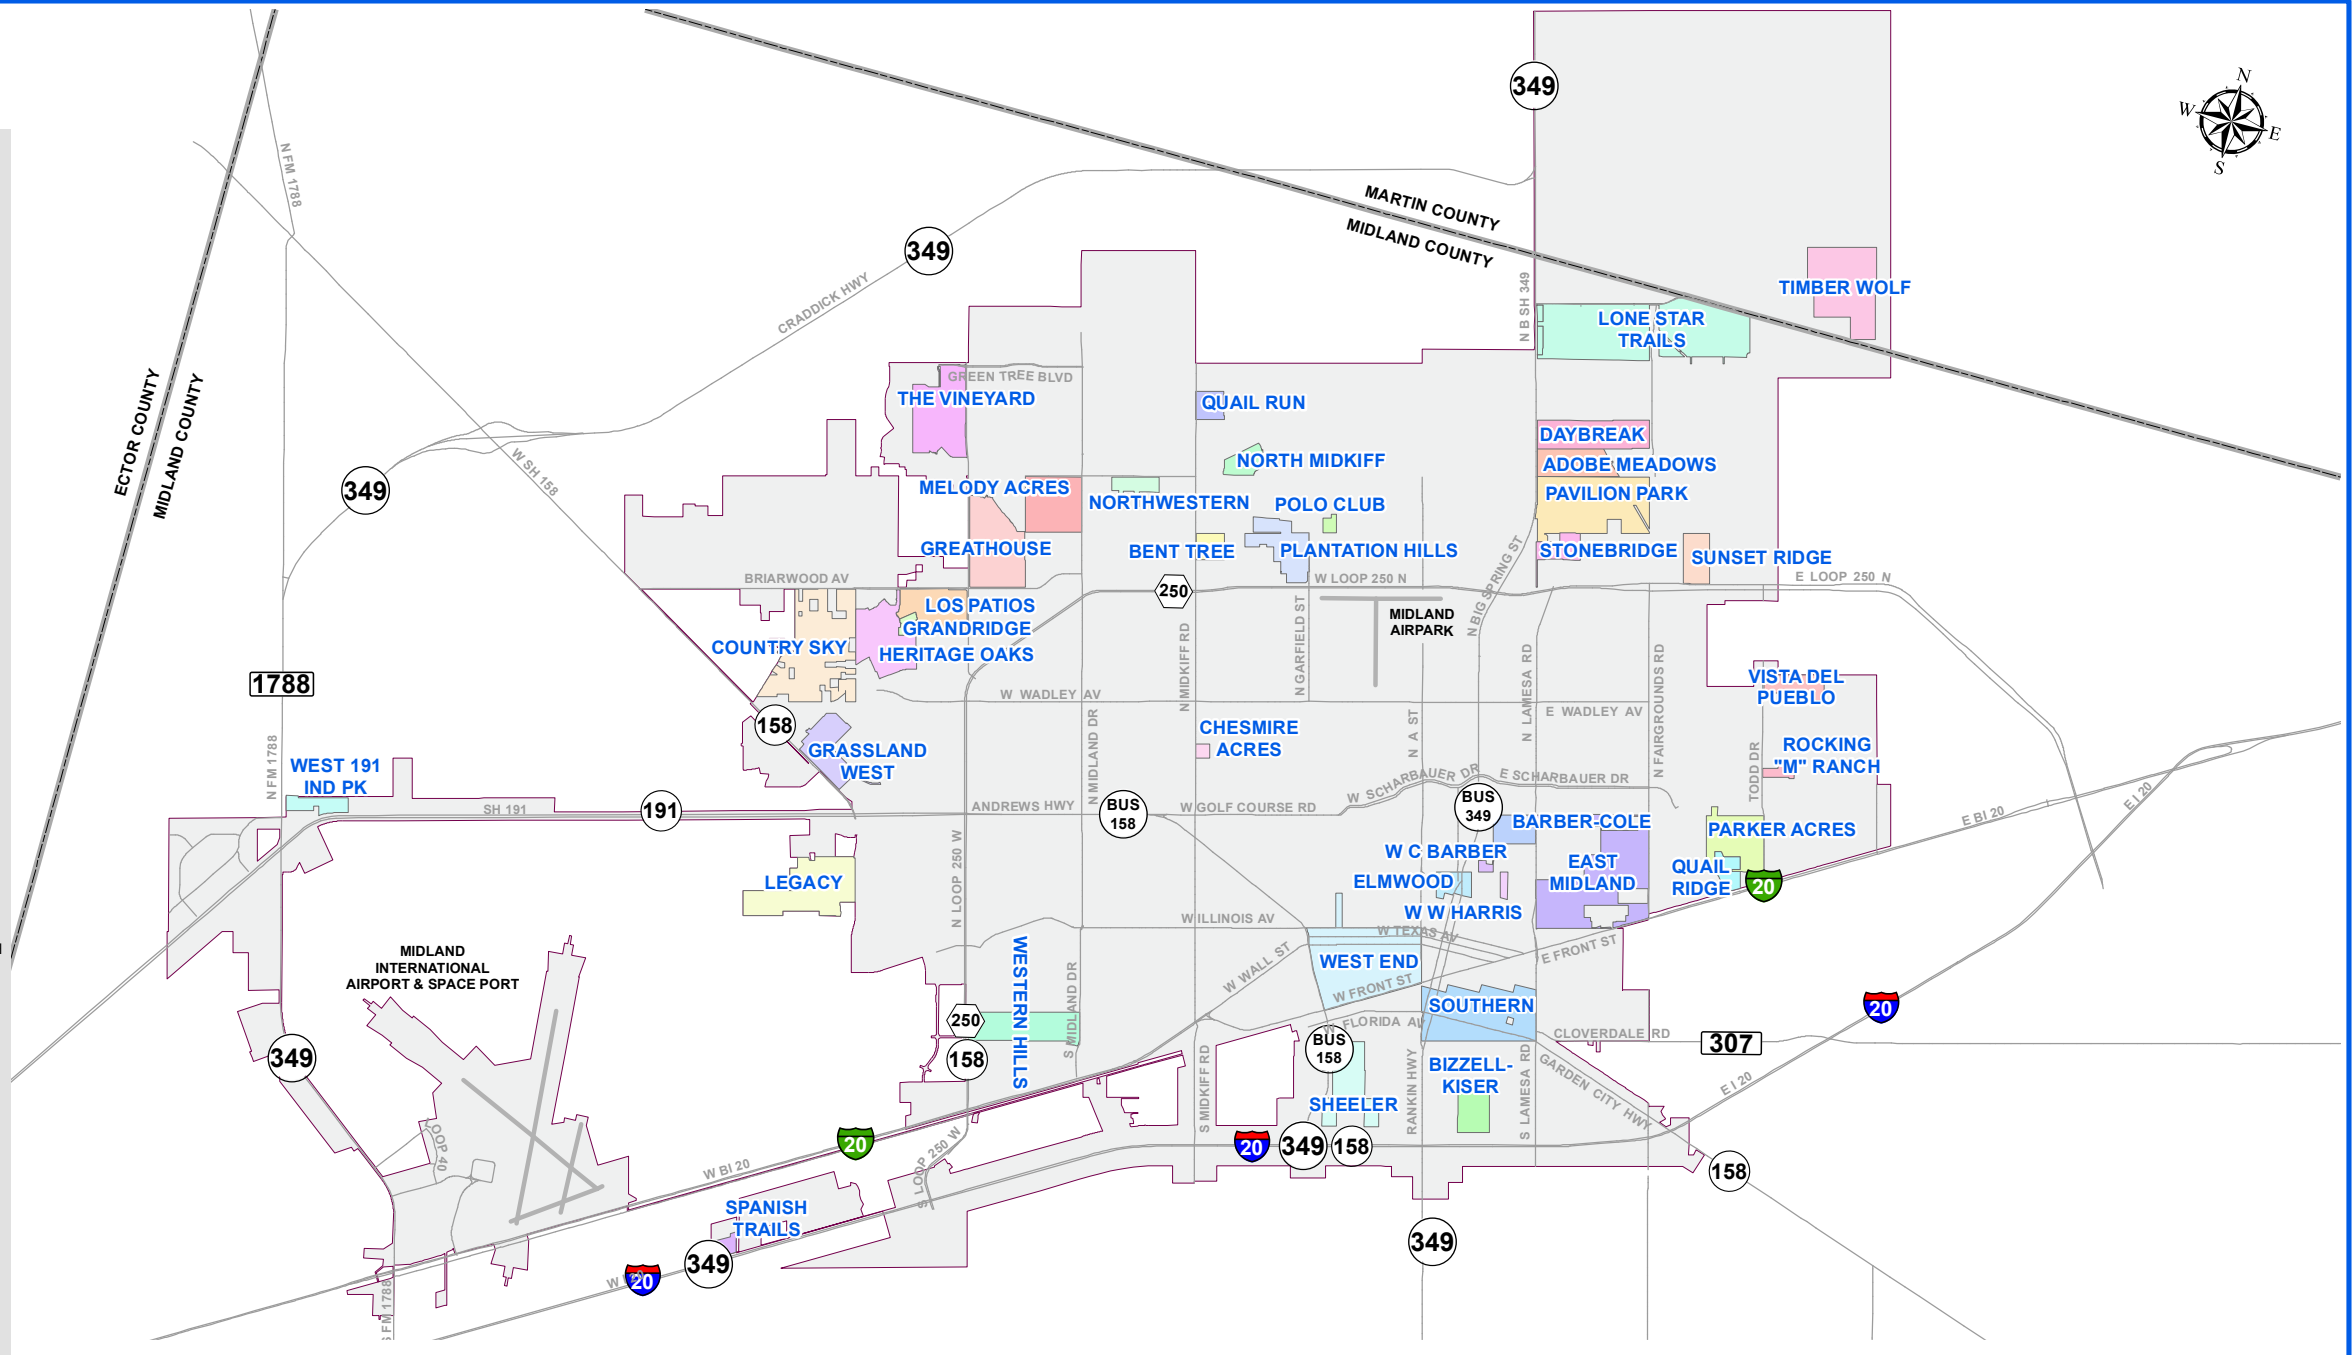 N
W
E
S
349
N FM 1788
MARTIN COUNTY
MIDLAND COUNTY
349
CRADDICK HWY
N B SH 349
TIMBER WOLF
LONE STAR
TRAILS
ECTOR COUNTY
MIDLAND COUNTY
GREEN TREE BLVD
THE VINEYARD
QUAIL RUN
DAYBREAK
W SH 158
349
NORTH MIDKIFF
ADOBE MEADOWS
MELODY ACRES
NORTHWESTERN
POLO CLUB
PAVILION PARK
GREATHOUSE
BENT TREE
PLANTATION HILLS
STONEBRIDGE
SUNSET RIDGE
BRIARWOOD AV
250
W LOOP 250 N
E LOOP 250 N
N BIG SPRING ST
LOS PATIOS
GRANDRIDGE
HERITAGE OAKS
COUNTRY SKY
MIDLAND
AIRPARK
N GARFIELD ST
N MIDKIFF RD
N LAMESA RD
N FAIRGROUNDS RD
1788
W WADLEY AV
E WADLEY AV
VISTA DEL
PUEBLO
158
N MIDLAND DR
N A ST
CHESMIRE
ACRES
GRASSLAND
WEST
N FM 1788
WEST 191
IND PK
TODD DR
ROCKING
"M" RANCH
W SCHARBAUER DR
E SCHARBAUER DR
SH 191
191
ANDREWS HWY
BUS
158
W GOLF COURSE RD
BUS
349
E BI 20
E I 20
BARBER-COLE
PARKER ACRES
W C BARBER
EAST
MIDLAND
QUAIL
RIDGE
20
LEGACY
N LOOP 250 W
ELMWOOD
W W HARRIS
W ILLINOIS AV
W TEXAS AV
MIDLAND
INTERNATIONAL
AIRPORT & SPACE PORT
WESTERN HILLS
S MIDLAND DR
W WALL ST
WEST END
E FRONT ST
W FRONT ST
SOUTHERN
20
250
158
W FLORIDA AV
CLOVERDALE RD
307
349
BUS
158
BIZZELL-
KISER
GARDEN CITY HWY
E I 20
S MIDKIFF RD
RANKIN HWY
S LAMESA RD
SHEELER
LOOP 40
20
20
349
158
W BI 20
S LOOP 250 W
158
SPANISH
TRAILS
349
349
20
S FM 1788